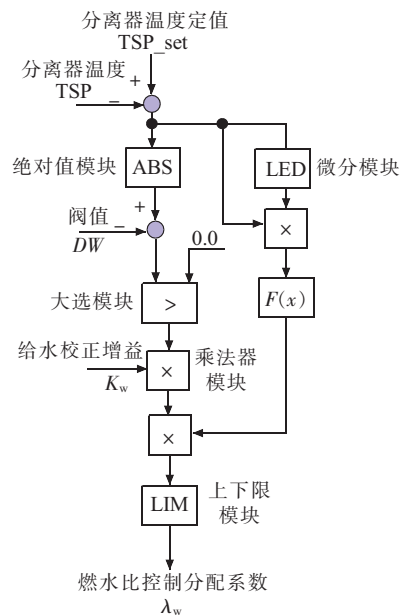 分离器温度定值
TSP_set
分离器温度
TSP
+
−
绝对值模块
ABS
LED
微分模块
阀值
DW
+
−
0.0
×
大选模块
>
F(x)
给水校正增益
K_w
×
乘法器
模块
×
LIM
上下限
模块
燃水比控制分配系数
λ_w